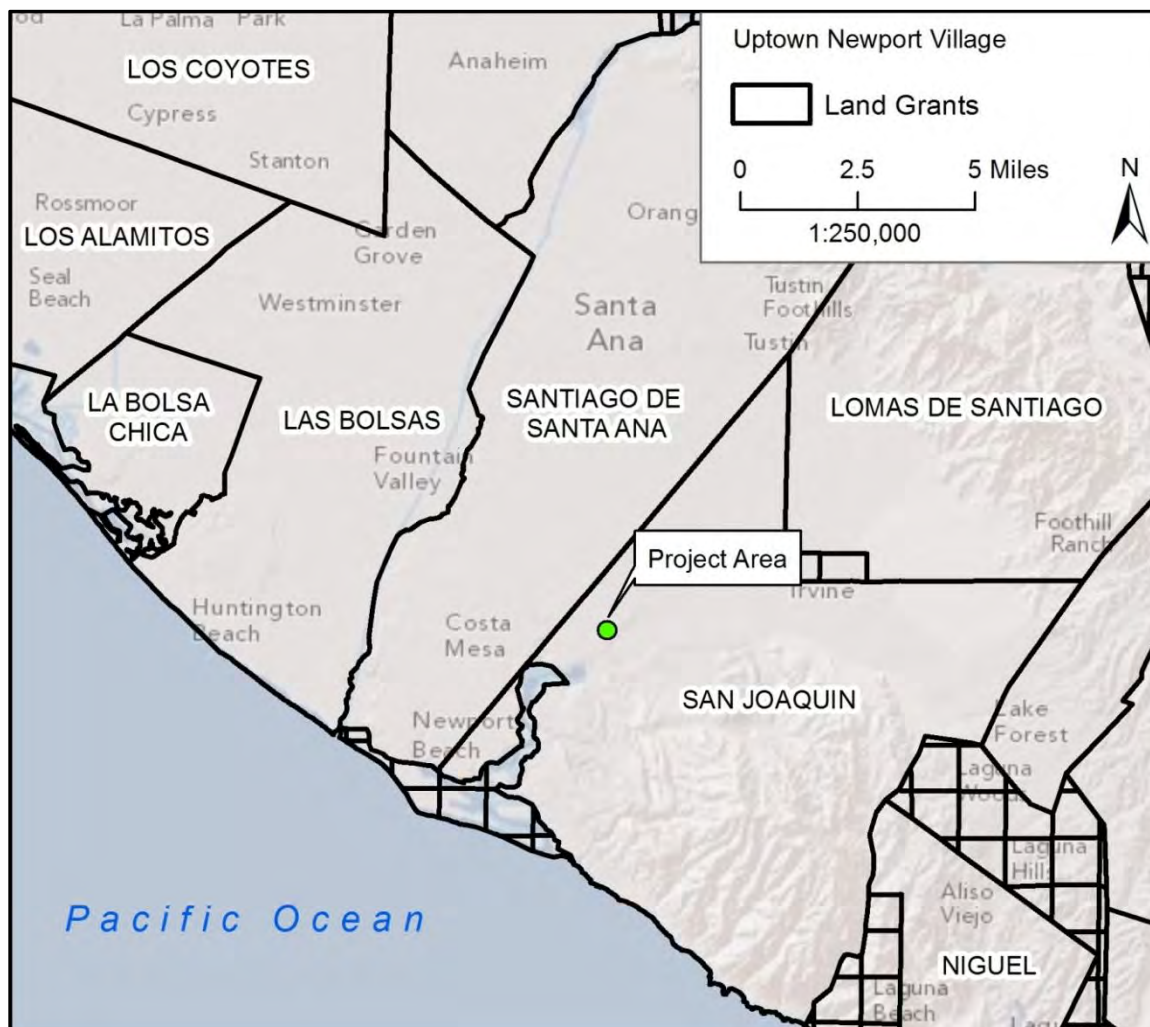 La Palma
Park
LOS COYOTES
Cypress
Stanton
Anaheim
Uptown Newport Village
Land Grants
0 2.5 5 Miles
1:250,000
N
Rossmoor
LOS ALAMITOS
Seal
Beach
Garden
Grove
Westminster
Orang
Santa
Ana
Tustin
Foothills
Tustin
LA BOLSA
CHICA
LAS BOLSAS
SANTIAGO DE
SANTA ANA
LOMAS DE SANTIAGO
Fountain
Valley
Foothill
Ranch
Project Area
Irvine
Huntington
Beach
Costa
Mesa
SAN JOAQUIN
Newport
Beach
Lake
Forest
Laguna
Woods
Laguna
Hills
Aliso
Viejo
Pacific Ocean
NIGUEL
Laguna
Beach